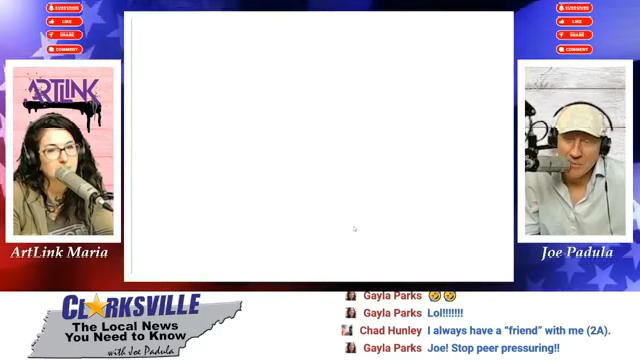 SUBSCRIBE
LIKE
SHARE
COMMENT
SUBSCRIBE
LIKE
SHARE
COMMENT
ARTLINK
ArtLink Maria
Joe Padula
CLARKSVILLE
The Local News
You Need to Know
with Joe Padula
Gayla Parks 🤣🤣
Gayla Parks Lol!!!!!!!
Chad Hunley I always have a “friend” with me (2A).
Gayla Parks Joe! Stop peer pressuring!!